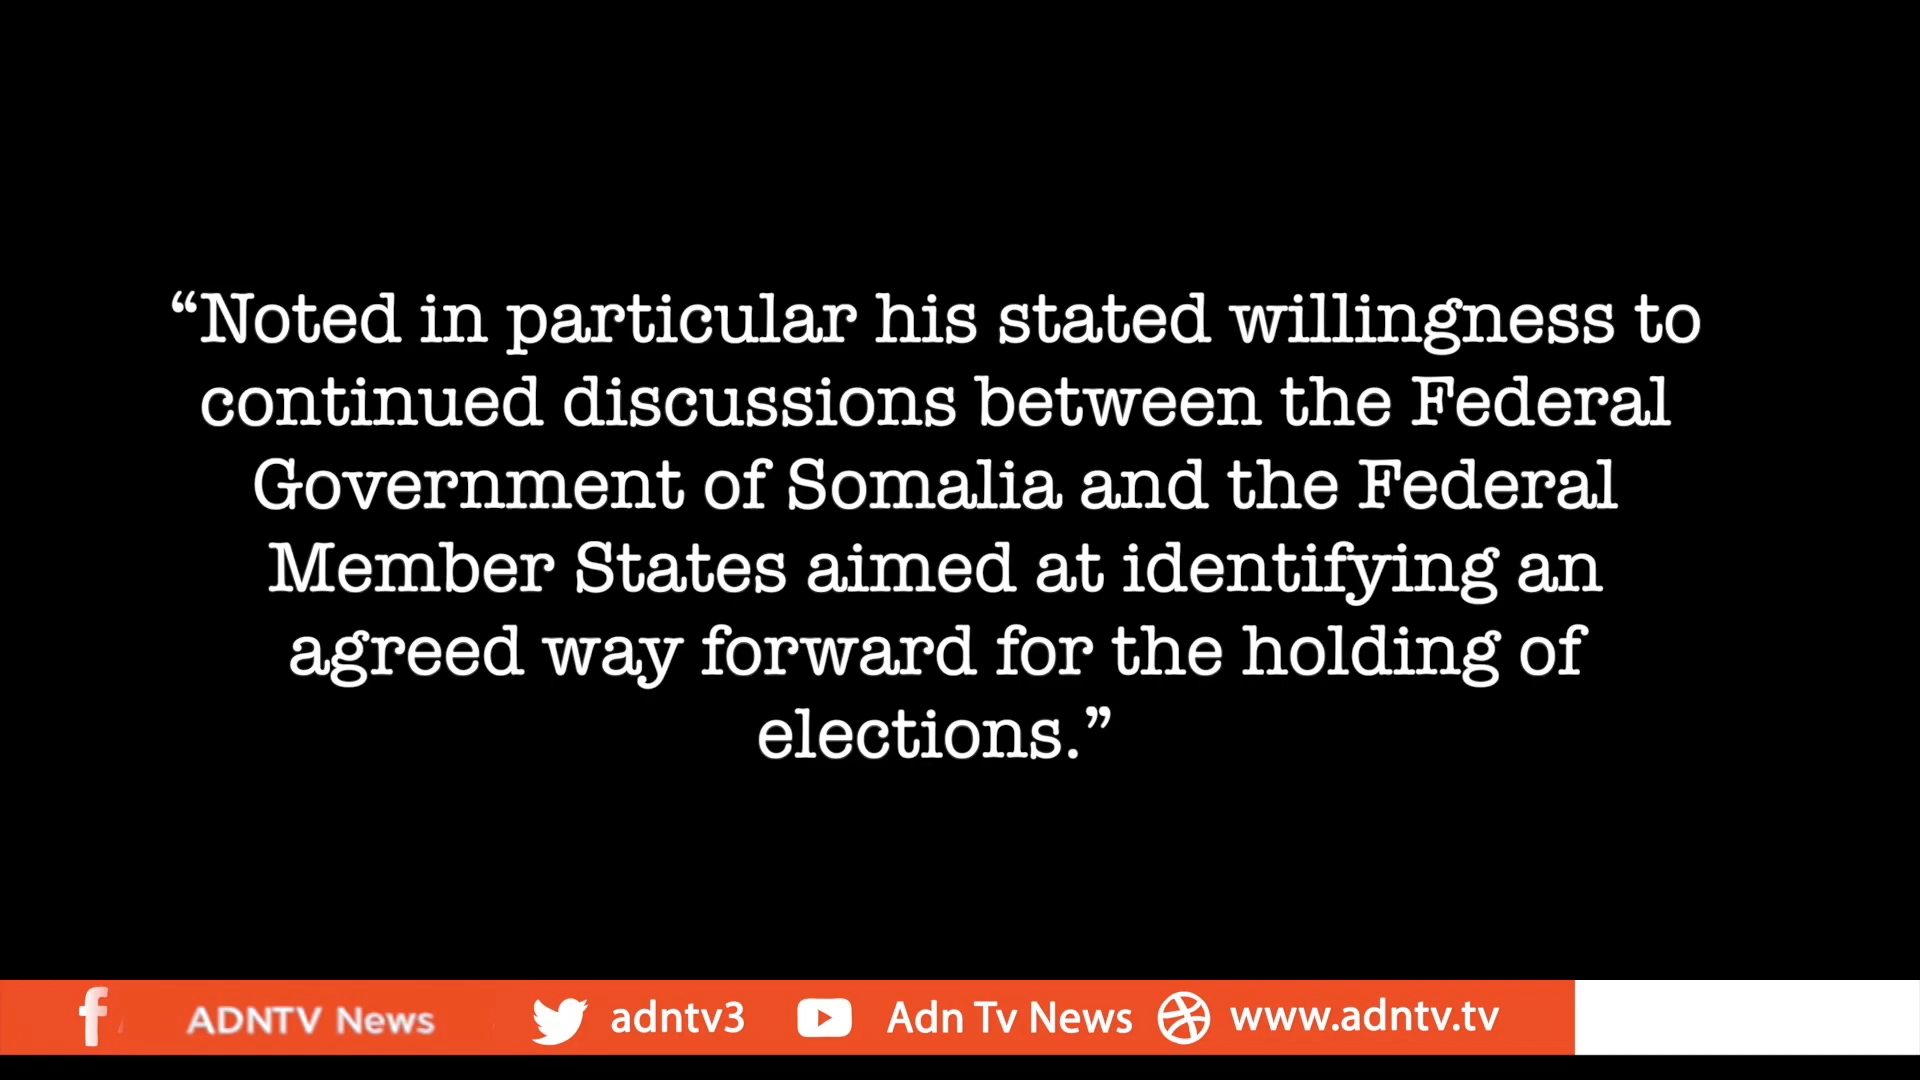 “Noted in particular his stated willingness to
continued discussions between the Federal
Government of Somalia and the Federal
Member States aimed at identifying an
agreed way forward for the holding of
elections.”
ADNTV News adntv3 Adn Tv News www.adntv.tv